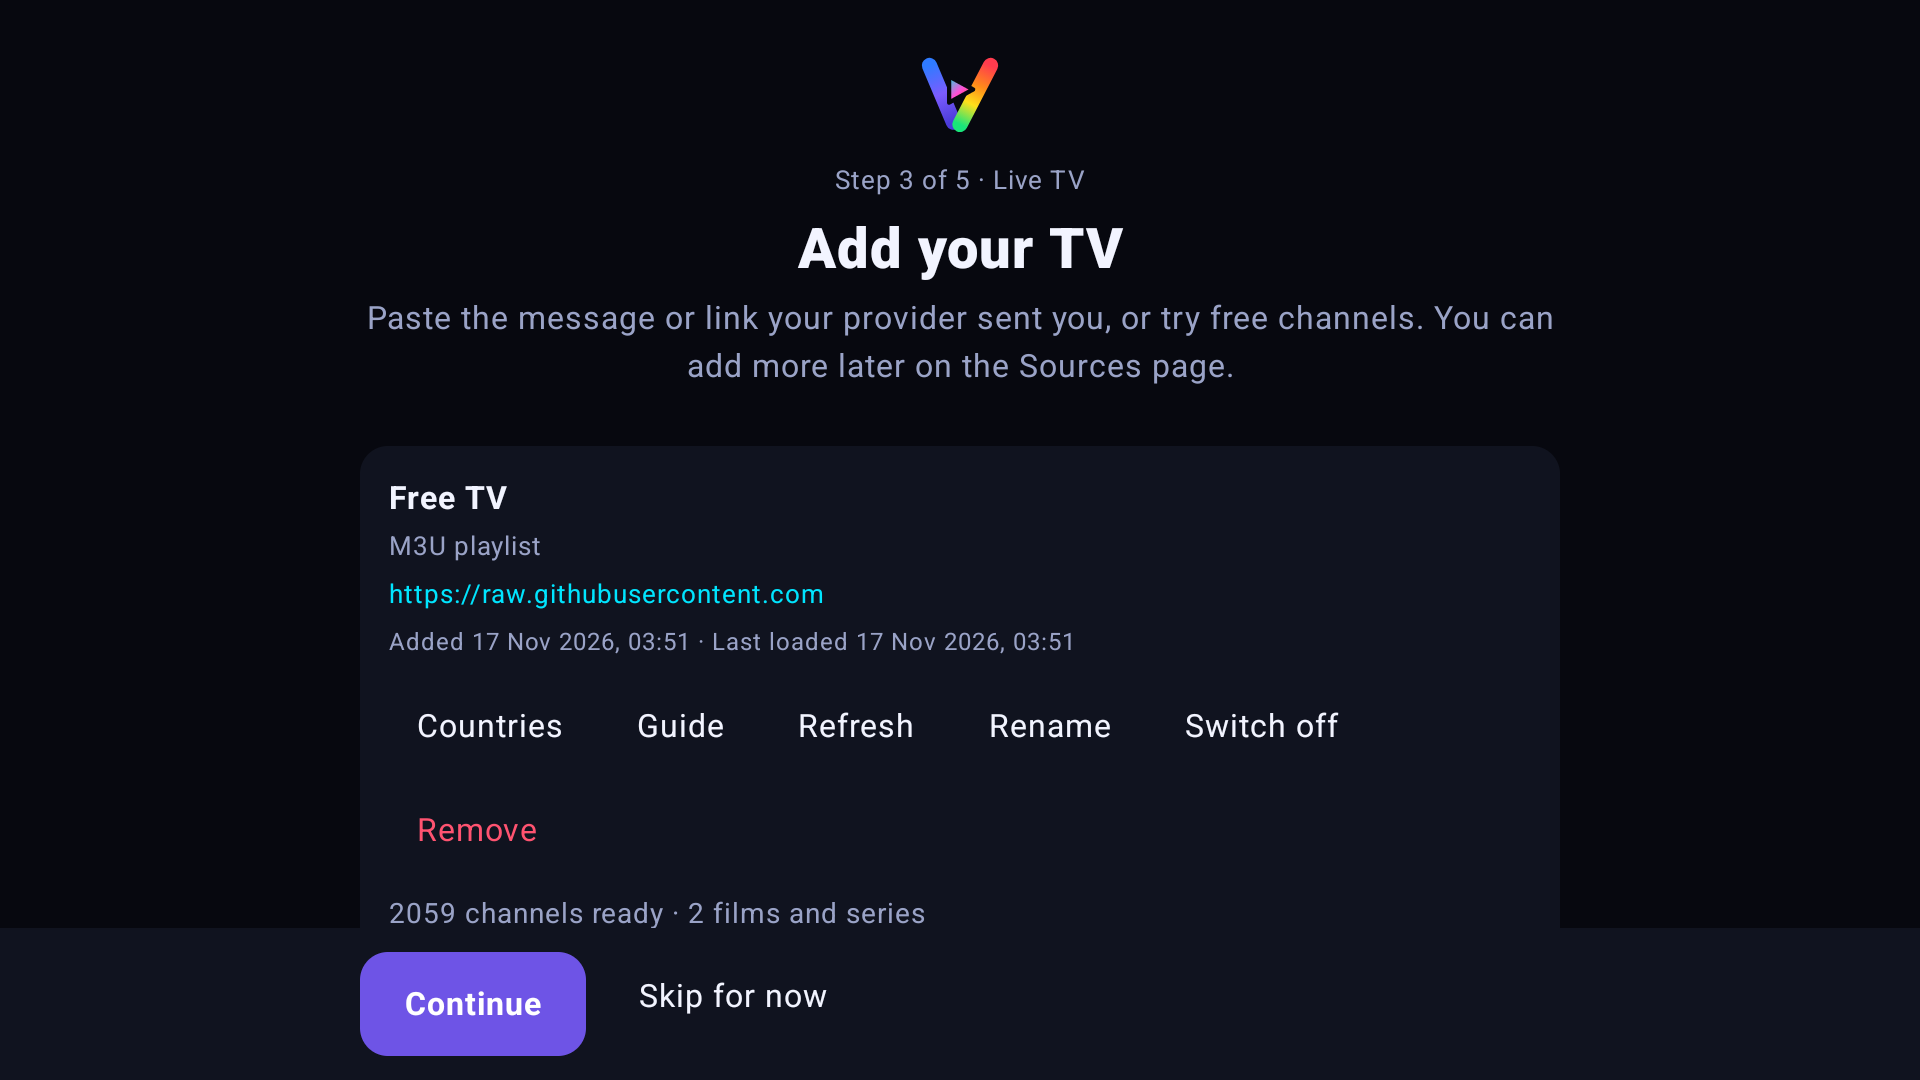 Step 3 of 5 · Live TV
Add your TV
Paste the message or link your provider sent you, or try free channels. You can
add more later on the Sources page.
Free TV
M3U playlist
https://raw.githubusercontent.com
Added 17 Nov 2026, 03:51 · Last loaded 17 Nov 2026, 03:51
Countries Guide Refresh Rename Switch off
Remove
2059 channels ready · 2 films and series
Continue Skip for now